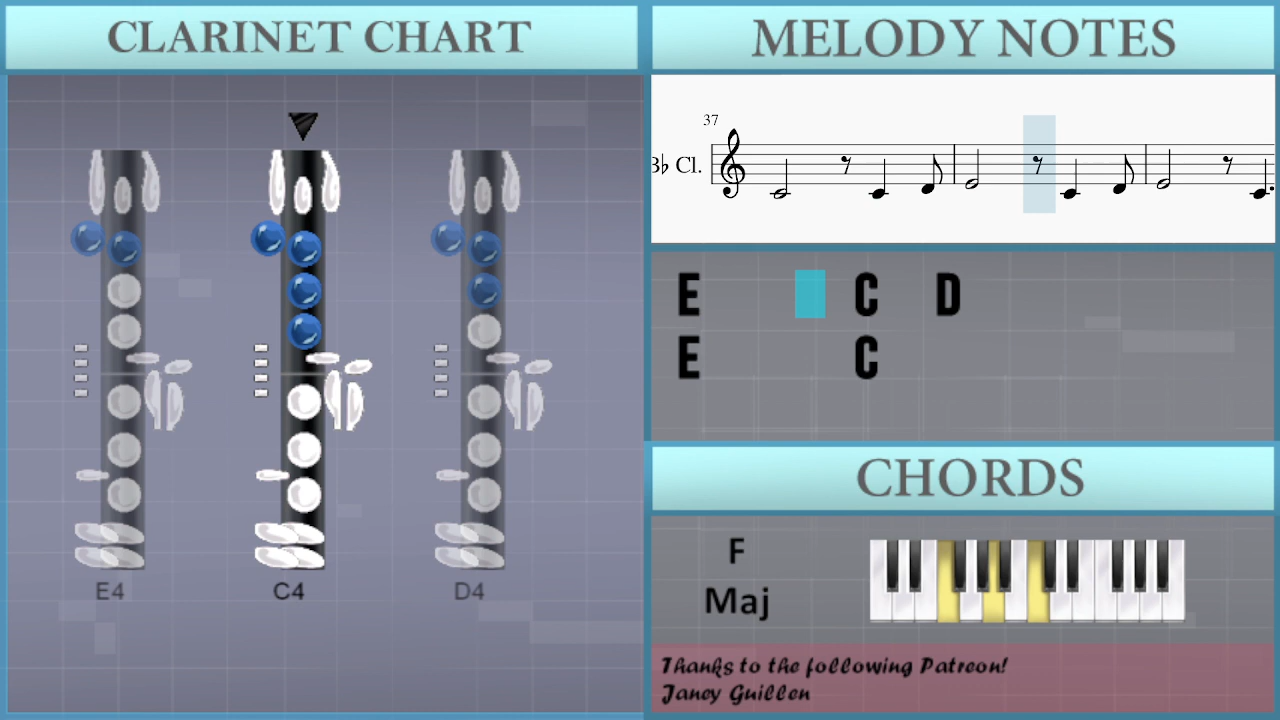 CLARINET CHART
E4 C4 D4
MELODY NOTES
37
B♭ Cl.
E C D
E C
CHORDS
F
Maj
Thanks to the following Patreon!
Janey Guillen